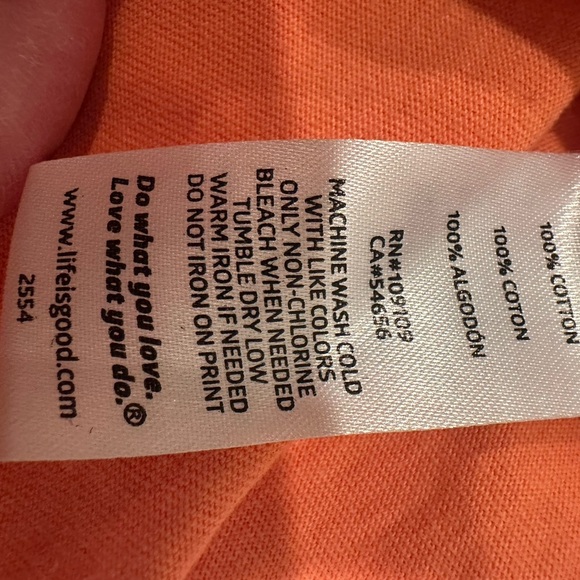 100% COTTON
100% COTON
100% ALGODÓN
RN#109109
CA#54656
MACHINE WASH COLD
WITH LIKE COLORS
ONLY NON-CHLORINE
BLEACH WHEN NEEDED
TUMBLE DRY LOW
WARM IRON IF NEEDED
DO NOT IRON ON PRINT
Do what you love.
Love what you do.®
www.lifeisgood.com
2554